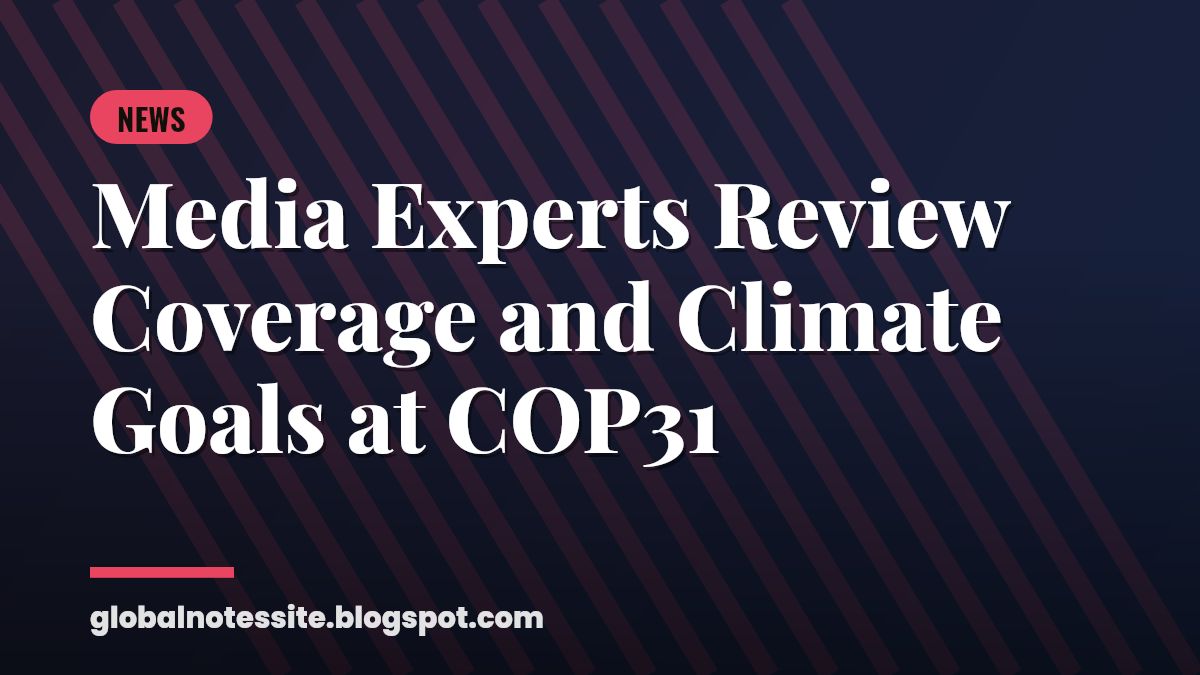 NEWS
Media Experts Review
Coverage and Climate
Goals at COP31
globalnotessite.blogspot.com